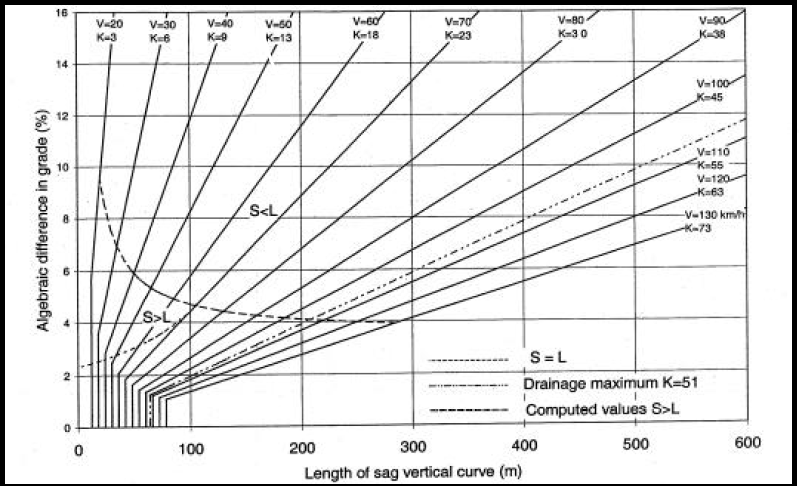 16
V=20
K=3
V=30
K=6
V=40
K=9
V=50
K=13
V=60
K=18
V=70
K=23
V=80
K=3 0
V=90
K=38
14
V=100
K=45
12
V=110
K=55
10
V=120
K=63
S<L
8
V=130 km/h
K=73
6
S>L
4
2
0
S = L
Drainage maximum K=51
Computed values S>L
Algebraic difference in grade (%)
0 100 200 300 400 500 600
Length of sag vertical curve (m)